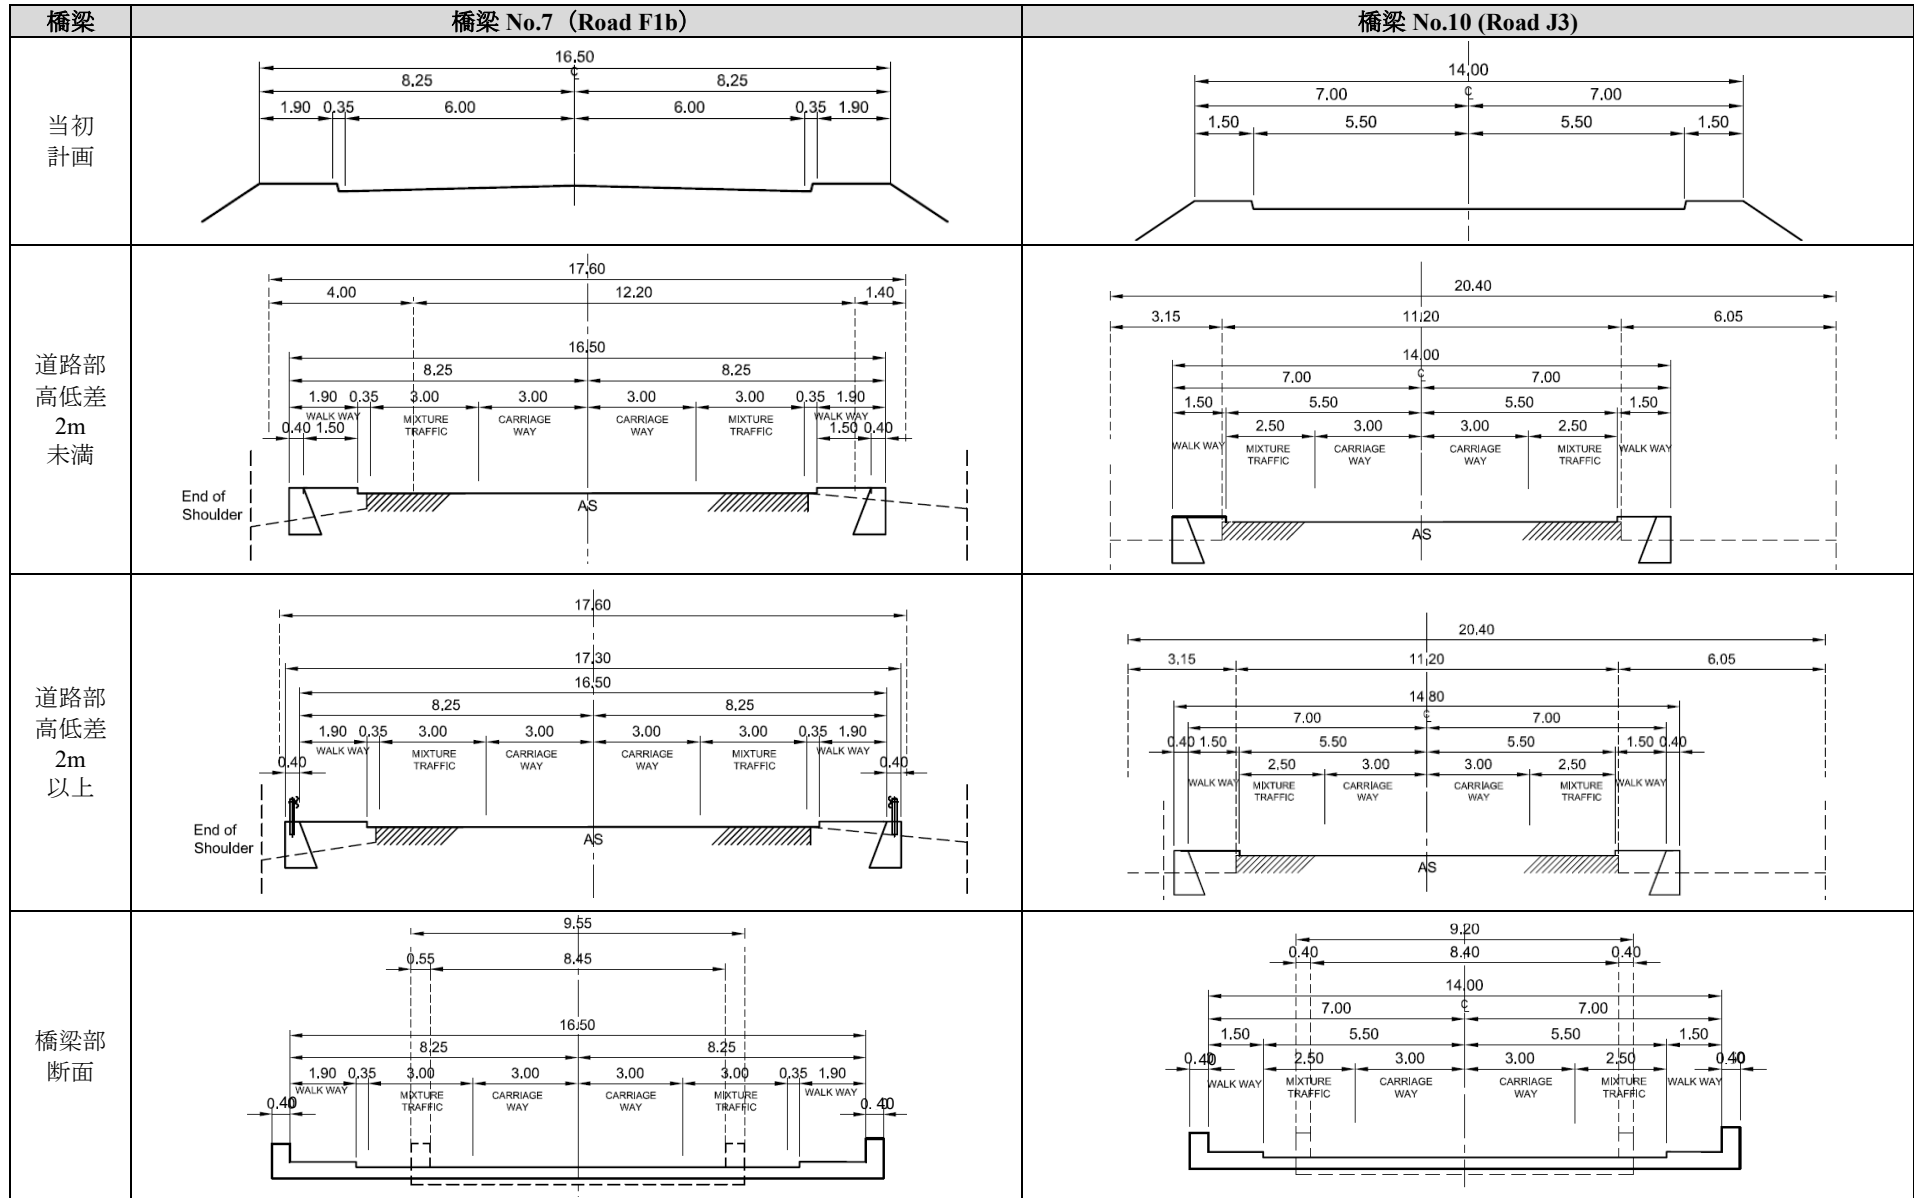 橋梁
橋梁 No.7（Road F1b）
橋梁 No.10 (Road J3)
当初
計画
16.50
℄
8.25 8.25
1.90 0.35 6.00 6.00 0.35 1.90
14.00
℄
7.00 7.00
1.50 5.50 5.50 1.50
道路部
高低差
2m
未満
17.60
4.00 12.20 1.40
16.50
8.25 8.25
1.90 0.35 3.00 3.00 3.00 3.00 0.35 1.90
WALK WAY MIXTURE CARRIAGE CARRIAGE MIXTURE WALK WAY
TRAFFIC WAY WAY TRAFFIC
0.40 1.50 1.50 0.40
End of
Shoulder
AS
20.40
3.15 11.20 6.05
14.00
℄
7.00 7.00
1.50 5.50 5.50 1.50
2.50 3.00 3.00 2.50
WALK WAY MIXTURE CARRIAGE CARRIAGE MIXTURE WALK WAY
TRAFFIC WAY WAY TRAFFIC
AS
道路部
高低差
2m
以上
17.60
17.30
16.50
8.25 8.25
1.90 0.35 3.00 3.00 3.00 3.00 0.35 1.90
WALK WAY MIXTURE CARRIAGE CARRIAGE MIXTURE WALK WAY
TRAFFIC WAY WAY TRAFFIC
0.40 0.40
End of
Shoulder
AS
20.40
3.15 11.20 6.05
14.80
℄
7.00 7.00
0.40 1.50 5.50 5.50 1.50 0.40
2.50 3.00 3.00 2.50
WALK WAY MIXTURE CARRIAGE CARRIAGE MIXTURE WALK WAY
TRAFFIC WAY WAY TRAFFIC
AS
橋梁部
断面
9.55
0.55 8.45
16.50
8.25 8.25
1.90 0.35 3.00 3.00 3.00 3.00 0.35 1.90
WALK WAY MIXTURE CARRIAGE CARRIAGE MIXTURE WALK WAY
TRAFFIC WAY WAY TRAFFIC
0.40 0.40
9.20
0.40 8.40 0.40
14.00
℄
7.00 7.00
1.50 5.50 5.50 1.50
0.40 2.50 3.00 3.00 2.50 0.40
WALK WAY MIXTURE CARRIAGE CARRIAGE MIXTURE WALK WAY
TRAFFIC WAY WAY TRAFFIC